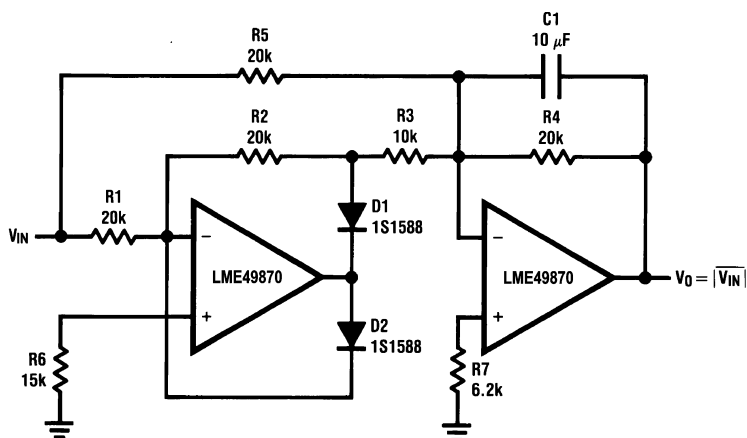 C1
10 μF
R5
20k
R2
20k
R3
10k
R4
20k
R1
20k
D1
1S1588
VIN
−
LME49870
+
−
LME49870
+
VO = |VIN|
D2
1S1588
R6
15k
R7
6.2k